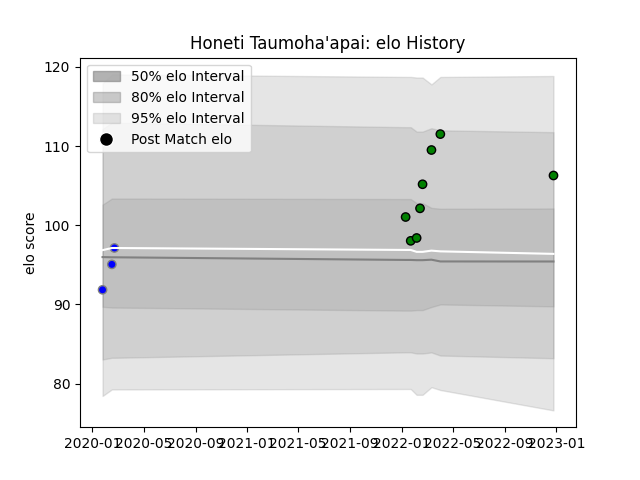 Honeti Taumoha'apai: elo History
50% elo Interval
80% elo Interval
95% elo Interval
Post Match elo
elo score
120
110
100
90
80
2020-01 2020-05 2020-09 2021-01 2021-05 2021-09 2022-01 2022-05 2022-09 2023-01